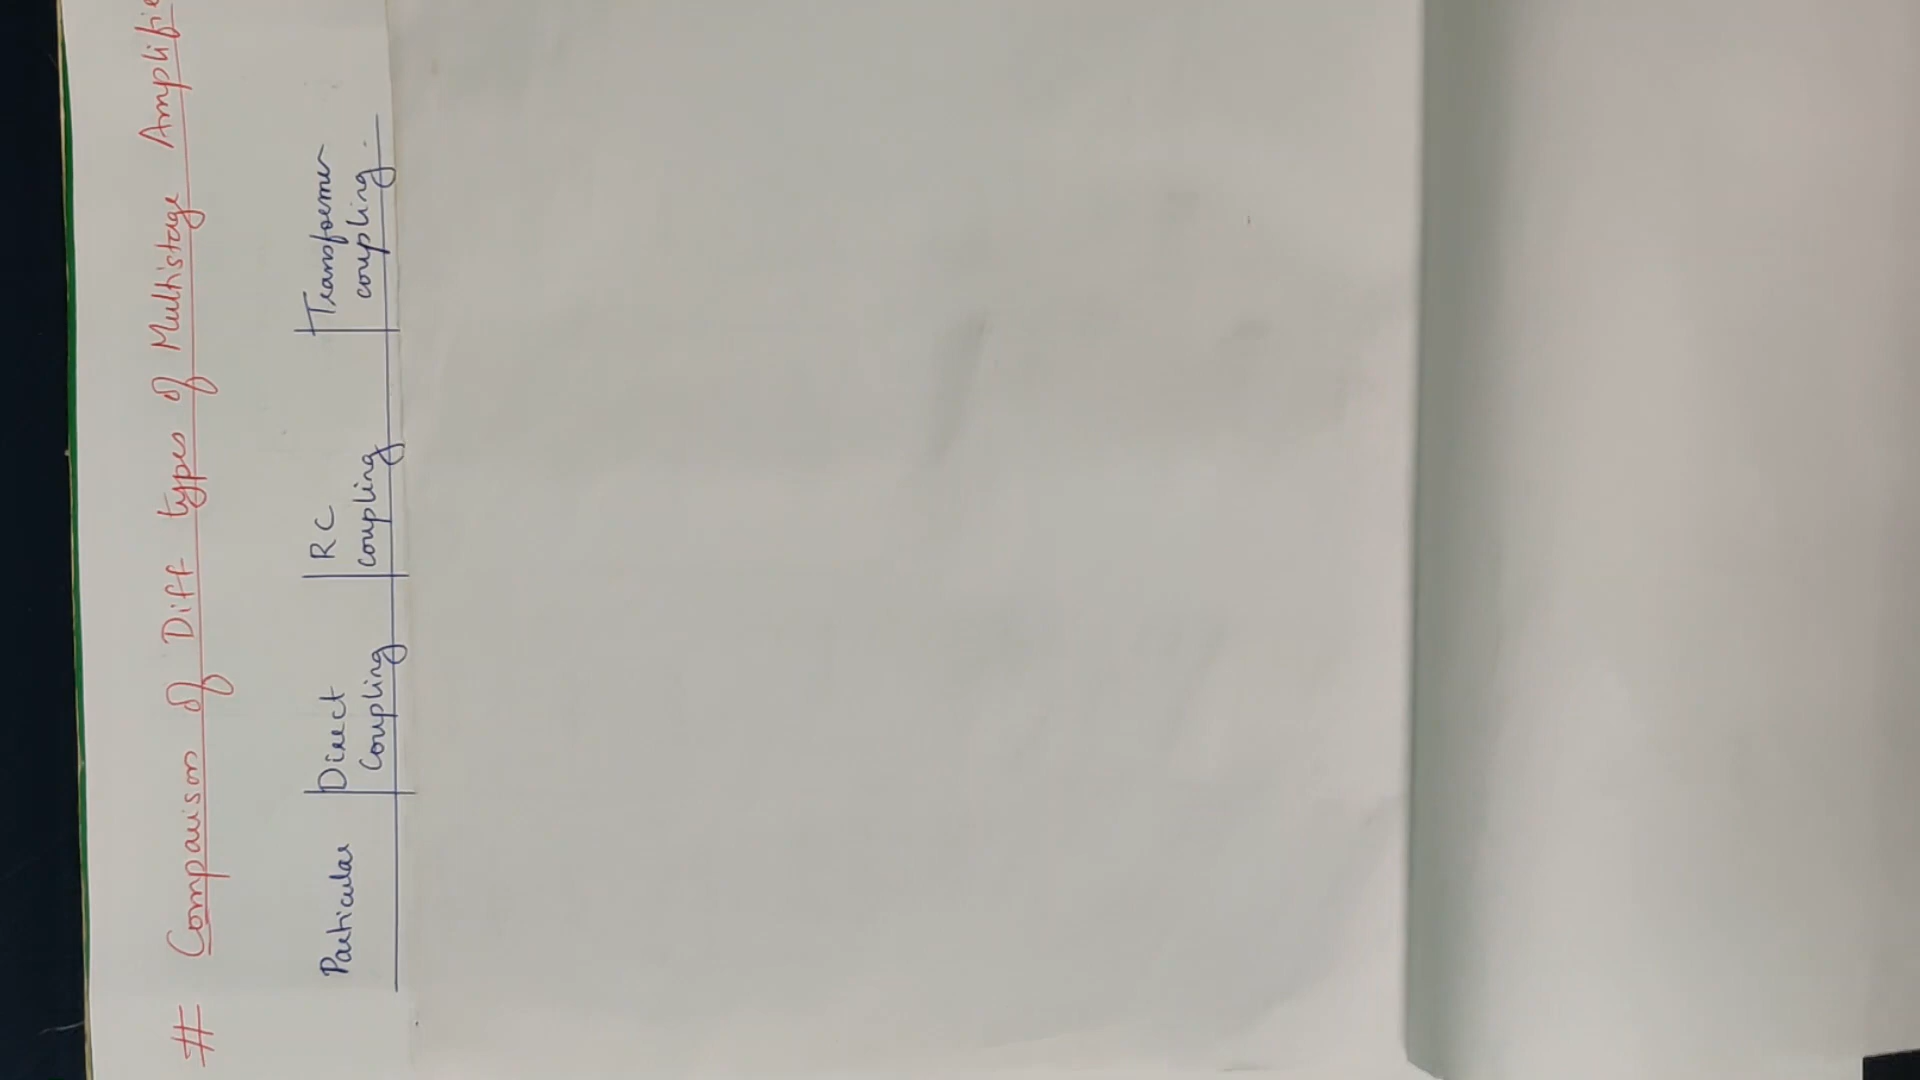 # Comparison of Diff types of Multistage Amplifie
Particular | Direct Coupling | RC coupling | Transformer coupling.